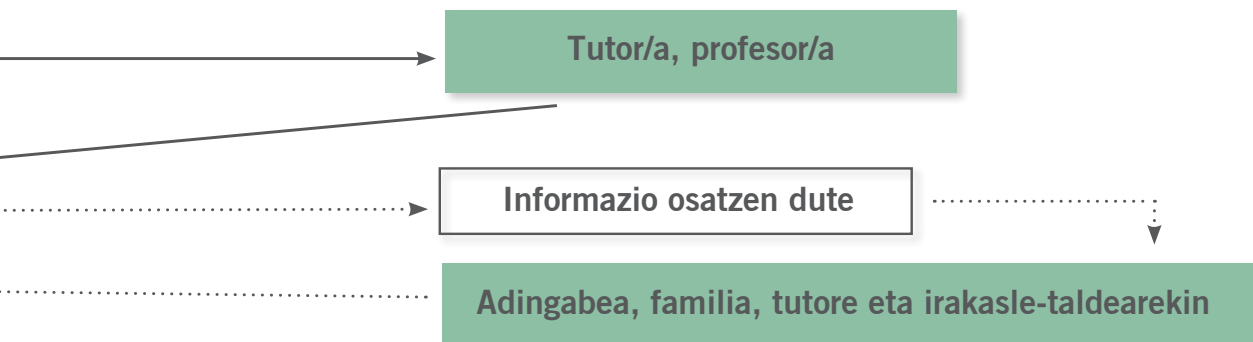 Tutor/a, profesor/a
Informazio osatzen dute
Adingabea, familia, tutore eta irakasle-taldearekin